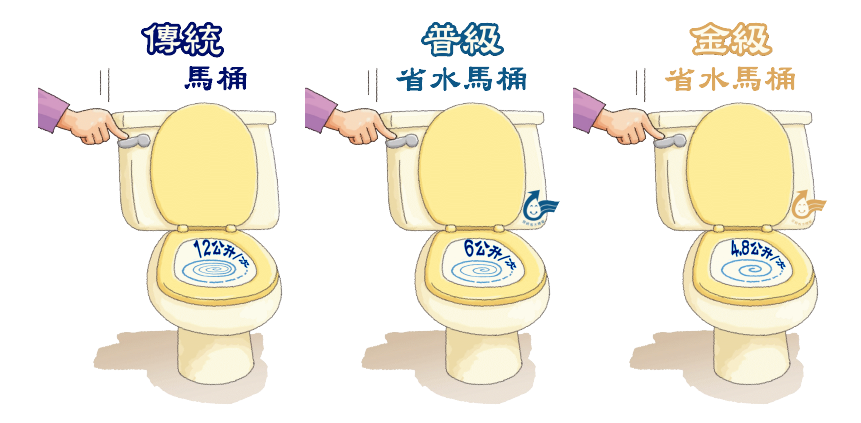 傳統
馬桶
12公升/次
普級
省水馬桶
6公升/次
金級
省水馬桶
4.8公升/次